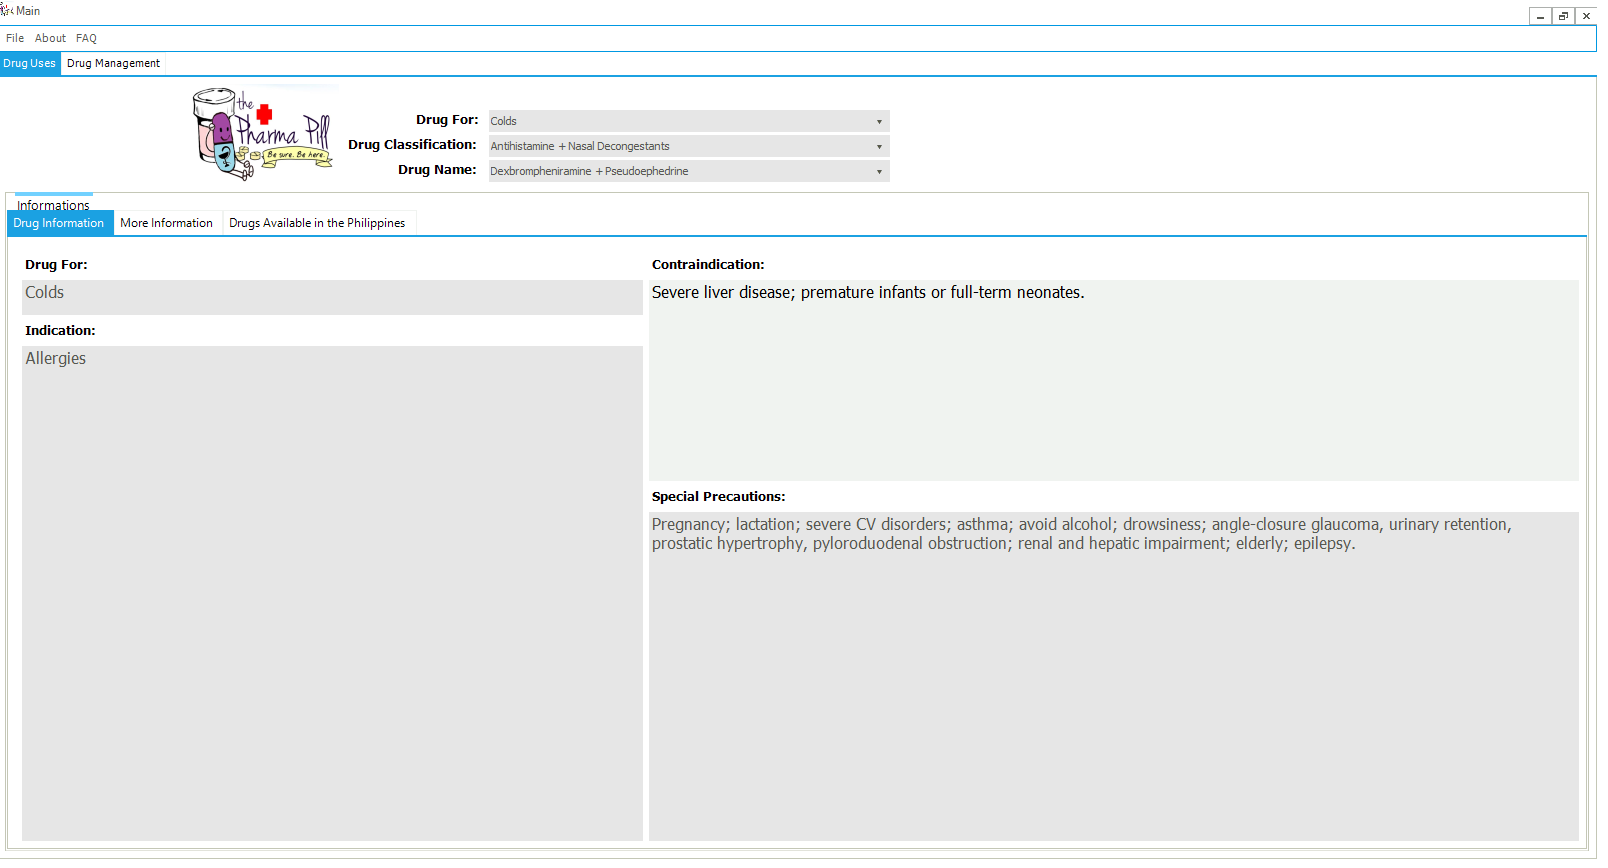 Main
File About FAQ
Drug Uses Drug Management
the
Pharma Pill
Be sure. Be here.
Drug For: Colds
Drug Classification: Antihistamine + Nasal Decongestants
Drug Name: Dexbrompheniramine + Pseudoephedrine
Informations
Drug Information More Information Drugs Available in the Philippines
Drug For:
Colds
Indication:
Allergies
Contraindication:
Severe liver disease; premature infants or full-term neonates.
Special Precautions:
Pregnancy; lactation; severe CV disorders; asthma; avoid alcohol; drowsiness; angle-closure glaucoma, urinary retention,
prostatic hypertrophy, pyloroduodenal obstruction; renal and hepatic impairment; elderly; epilepsy.